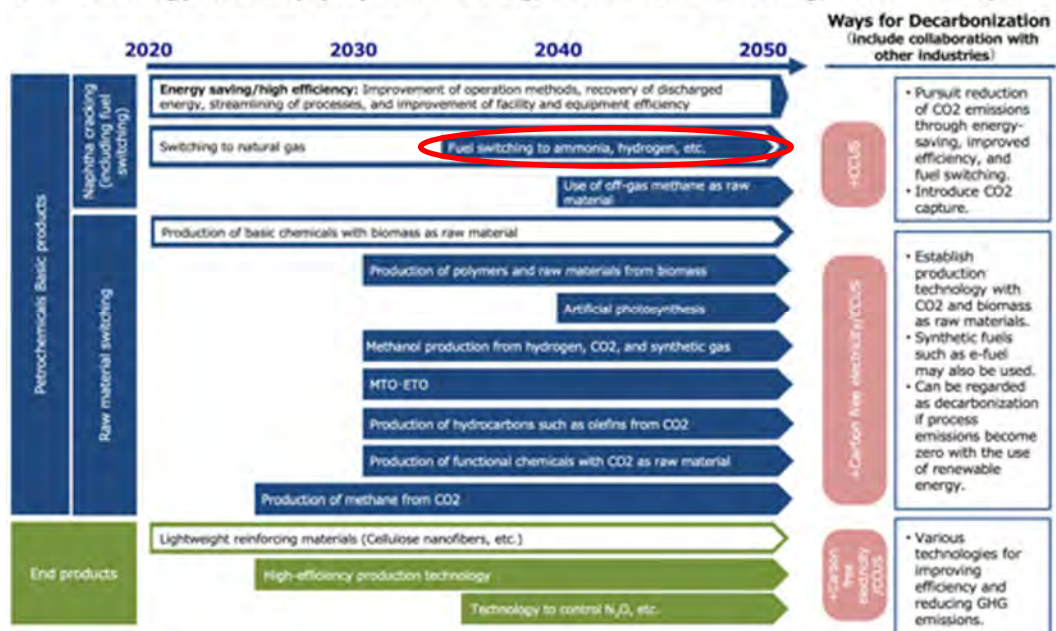 2020
2030
2040
2050
Ways for Decarbonization
(include collaboration with
other industries)
Petrochemicals Basic products
Naphtha cracking
(including fuel
switching)
Energy saving/high efficiency: Improvement of operation methods, recovery of discharged
energy, streamlining of processes, and improvement of facility and equipment efficiency
Switching to natural gas
Fuel switching to ammonia, hydrogen, etc.
Use of off-gas methane as raw
material
+CCUS
• Pursuit reduction
of CO2 emissions
through energy-
saving, improved
efficiency, and
fuel switching.
• Introduce CO2
capture.
Raw material switching
Production of basic chemicals with biomass as raw material
Production of polymers and raw materials from biomass
Artificial photosynthesis
Methanol production from hydrogen, CO2, and synthetic gas
MTO·ETO
Production of hydrocarbons such as olefins from CO2
Production of functional chemicals with CO2 as raw material
Production of methane from CO2
+Carbon free electricity/CCUS
• Establish
production
technology with
CO2 and biomass
as raw materials.
• Synthetic fuels
such as e-fuel
may also be used.
• Can be regarded
as decarbonization
if process
emissions become
zero with the use
of renewable
energy.
End products
Lightweight reinforcing materials (Cellulose nanofibers, etc.)
High-efficiency production technology
Technology to control N₂O, etc.
+Carbon
free
electricity
/CCUS
• Various
technologies for
improving
efficiency and
reducing GHG
emissions.